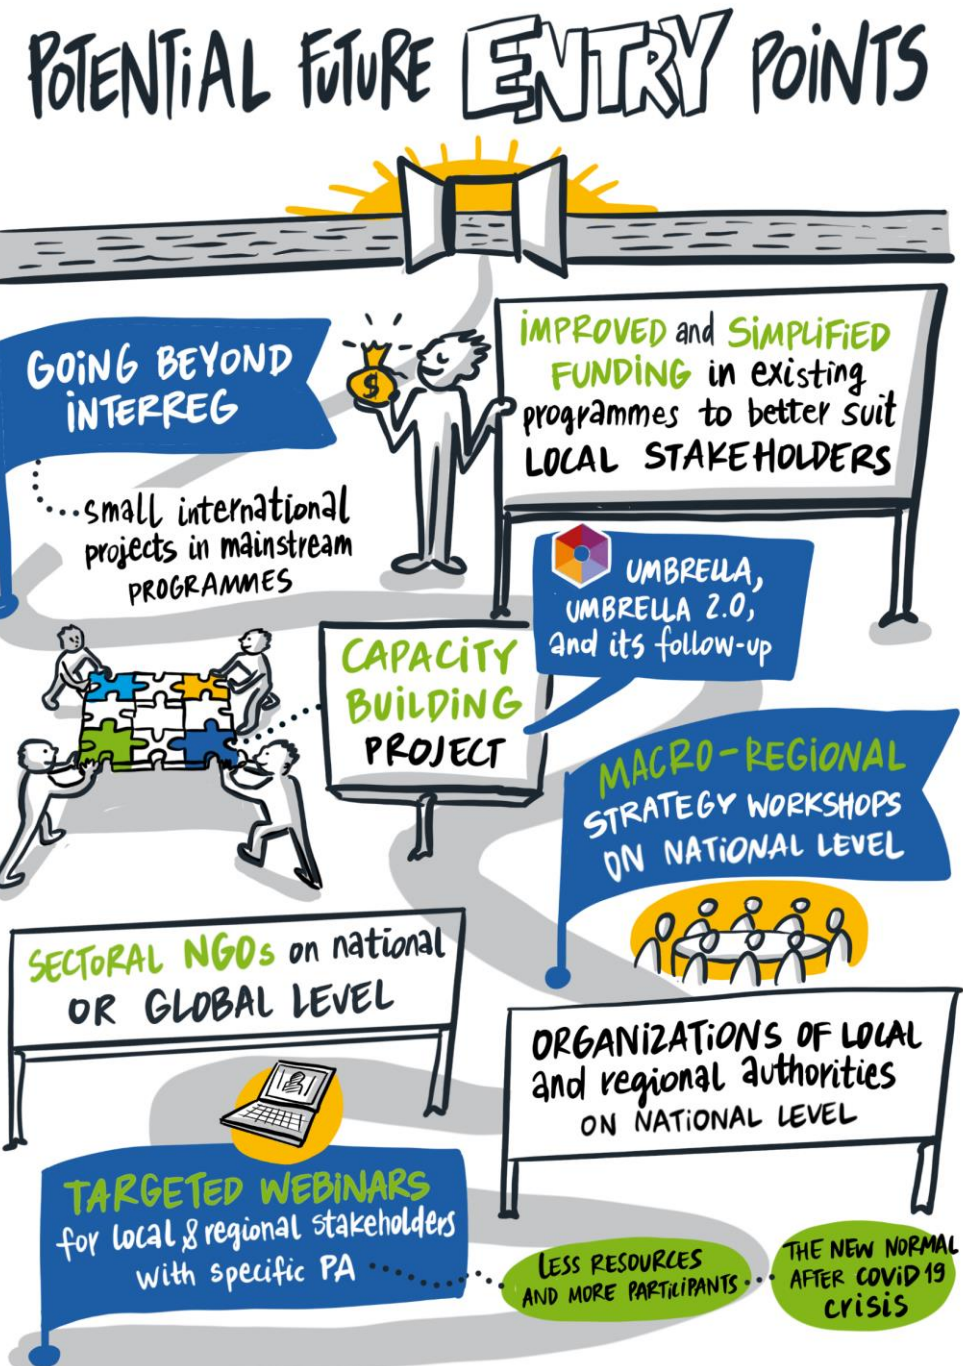 POTENTIAL FUTURE ENTRY POINTS
GOING BEYOND
INTERREG
small international
projects in mainstream
PROGRAMMES
$
IMPROVED and SIMPLIFIED
FUNDING in existing
programmes to better suit
LOCAL STAKEHOLDERS
UMBRELLA,
UMBRELLA 2.0,
and its follow-up
CAPACITY
BUILDING
PROJECT
MACRO-REGIONAL
STRATEGY WORKSHOPS
ON NATIONAL LEVEL
SECTORAL NGOs on national
OR GLOBAL LEVEL
ORGANIZATIONS OF LOCAL
and regional authorities
ON NATIONAL LEVEL
TARGETED WEBINARS
for local & regional stakeholders
with specific PA
LESS RESOURCES
AND MORE PARTICIPANTS
THE NEW NORMAL
AFTER COVID 19
crisis